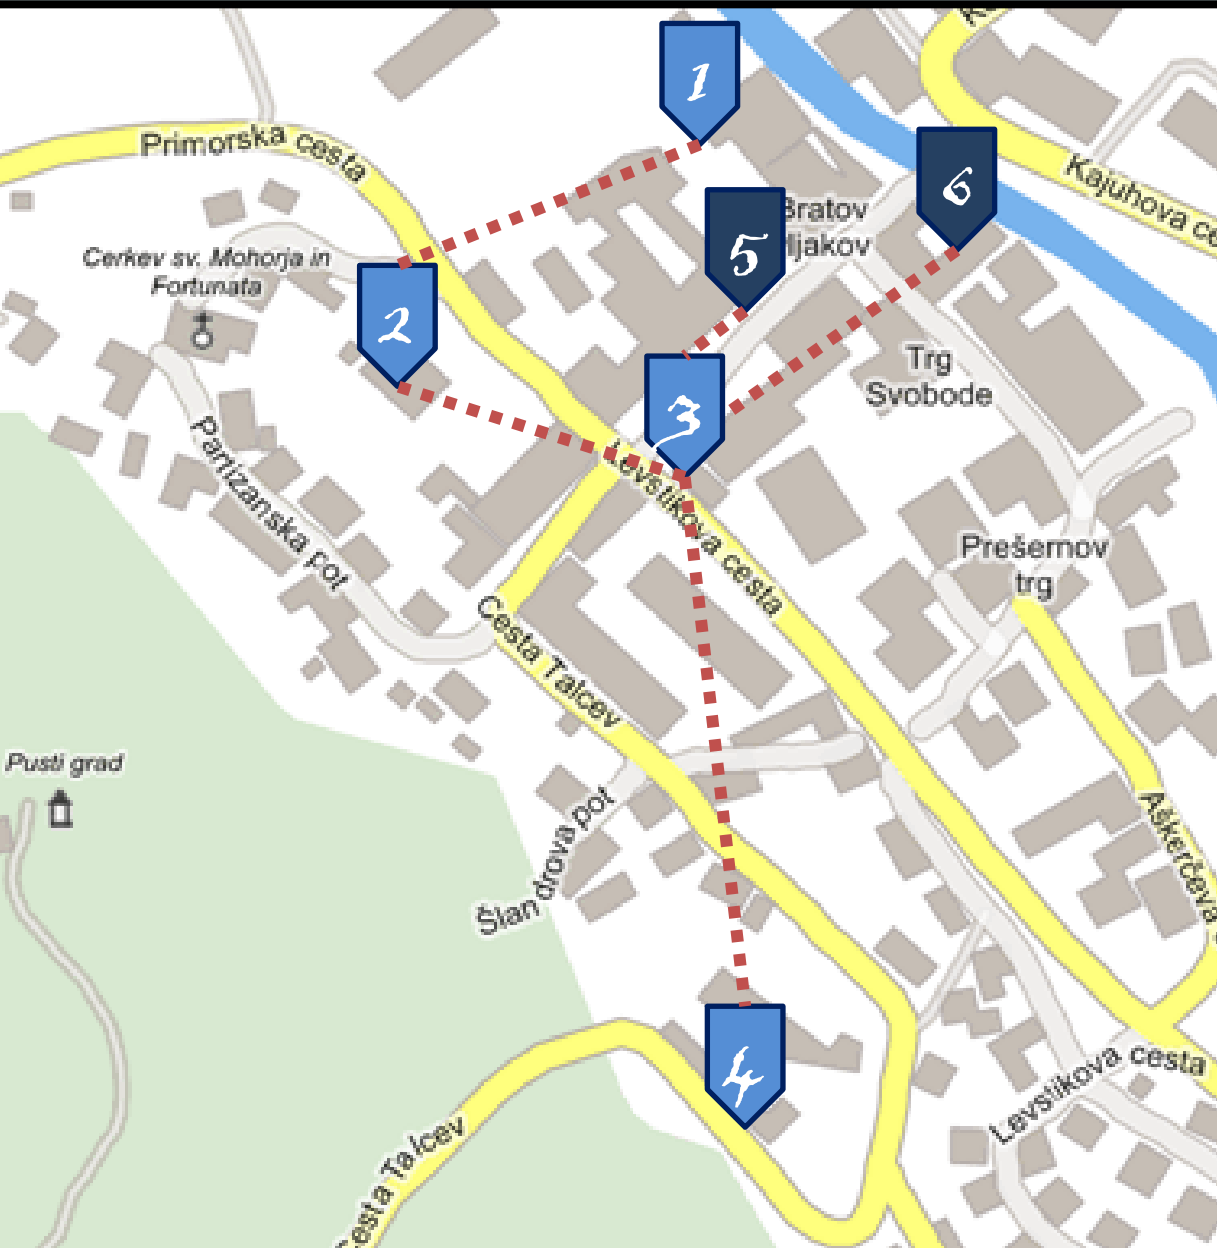 1
Primorska cesta
Kajuhova ce
6
Bratov
5
Cerkev sv. Mohorja in
Fortunata
2
Trg
Svobode
3
Levstikova cesta
Partizanska pot
Prešernov
trg
Cesta Talcev
Pusti grad
Šlandrova pot
Aškerčeva
4
Levstikova cesta
Cesta Talcev